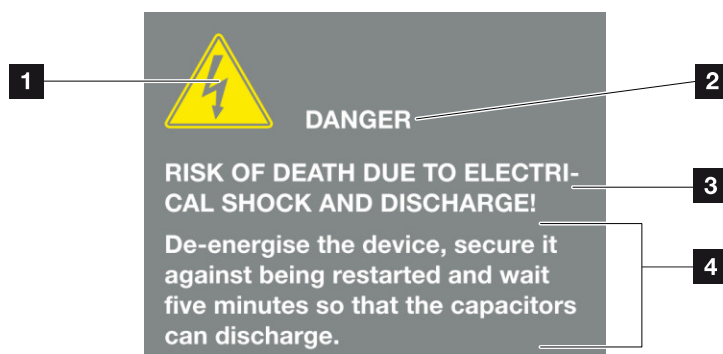 1
2
DANGER
RISK OF DEATH DUE TO ELECTRI-
3
CAL SHOCK AND DISCHARGE!
De-energise the device, secure it
4
against being restarted and wait
five minutes so that the capacitors
can discharge.